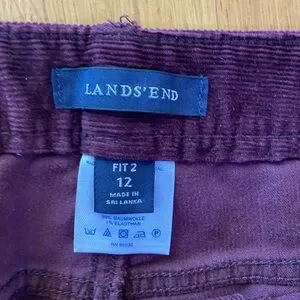 LANDS' END
FIT 2
12
MADE IN
SRI LANKA
99% BAUMWOLLE
1% ELASTHAN